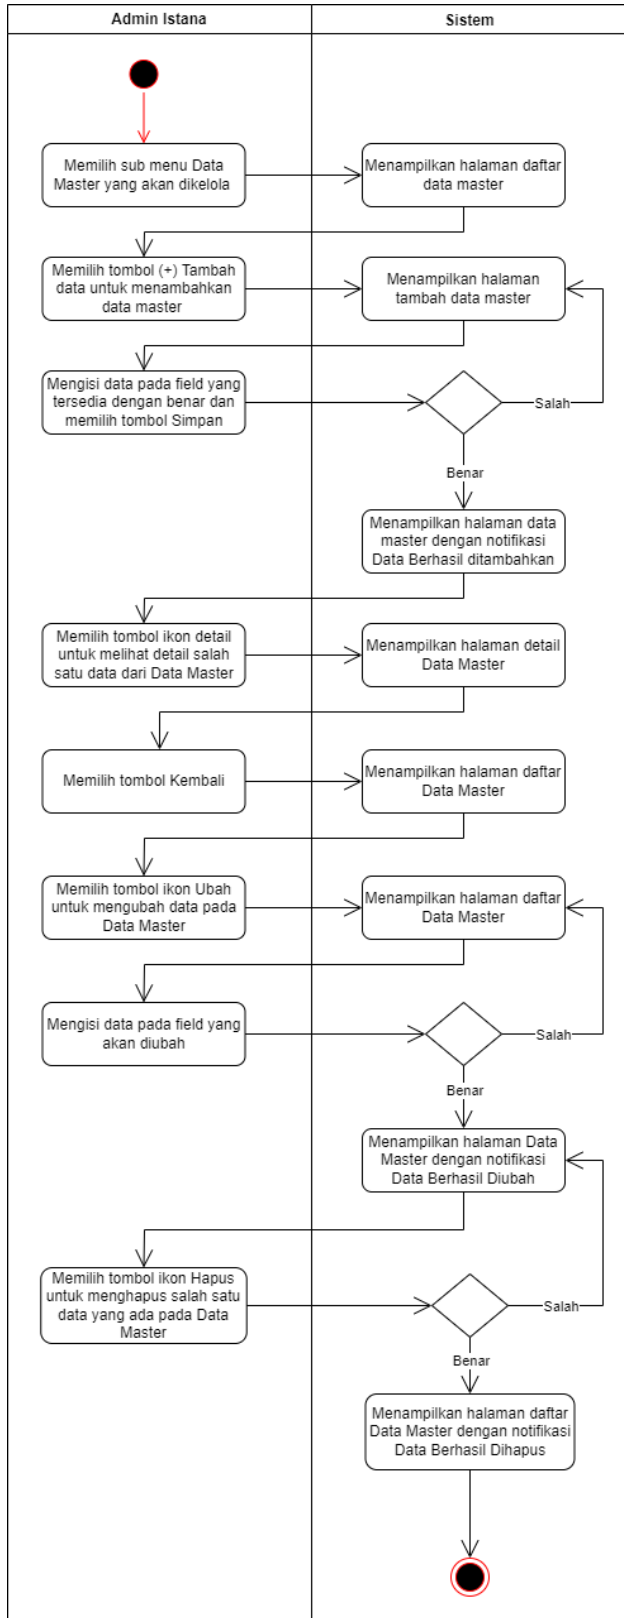 Admin Istana
Sistem
Memilih sub menu Data
Master yang akan dikelola
Menampilkan halaman daftar
data master
Memilih tombol (+) Tambah
data untuk menambahkan
data master
Menampilkan halaman
tambah data master
Mengisi data pada field yang
tersedia dengan benar dan
memilih tombol Simpan
Salah
Benar
Menampilkan halaman data
master dengan notifikasi
Data Berhasil ditambahkan
Memilih tombol ikon detail
untuk melihat detail salah
satu data dari Data Master
Menampilkan halaman detail
Data Master
Memilih tombol Kembali
Menampilkan halaman daftar
Data Master
Memilih tombol ikon Ubah
untuk mengubah data pada
Data Master
Menampilkan halaman daftar
Data Master
Mengisi data pada field yang
akan diubah
Salah
Benar
Menampilkan halaman Data
Master dengan notifikasi
Data Berhasil Diubah
Memilih tombol ikon Hapus
untuk menghapus salah satu
data yang ada pada Data
Master
Salah
Benar
Menampilkan halaman daftar
Data Master dengan notifikasi
Data Berhasil Dihapus